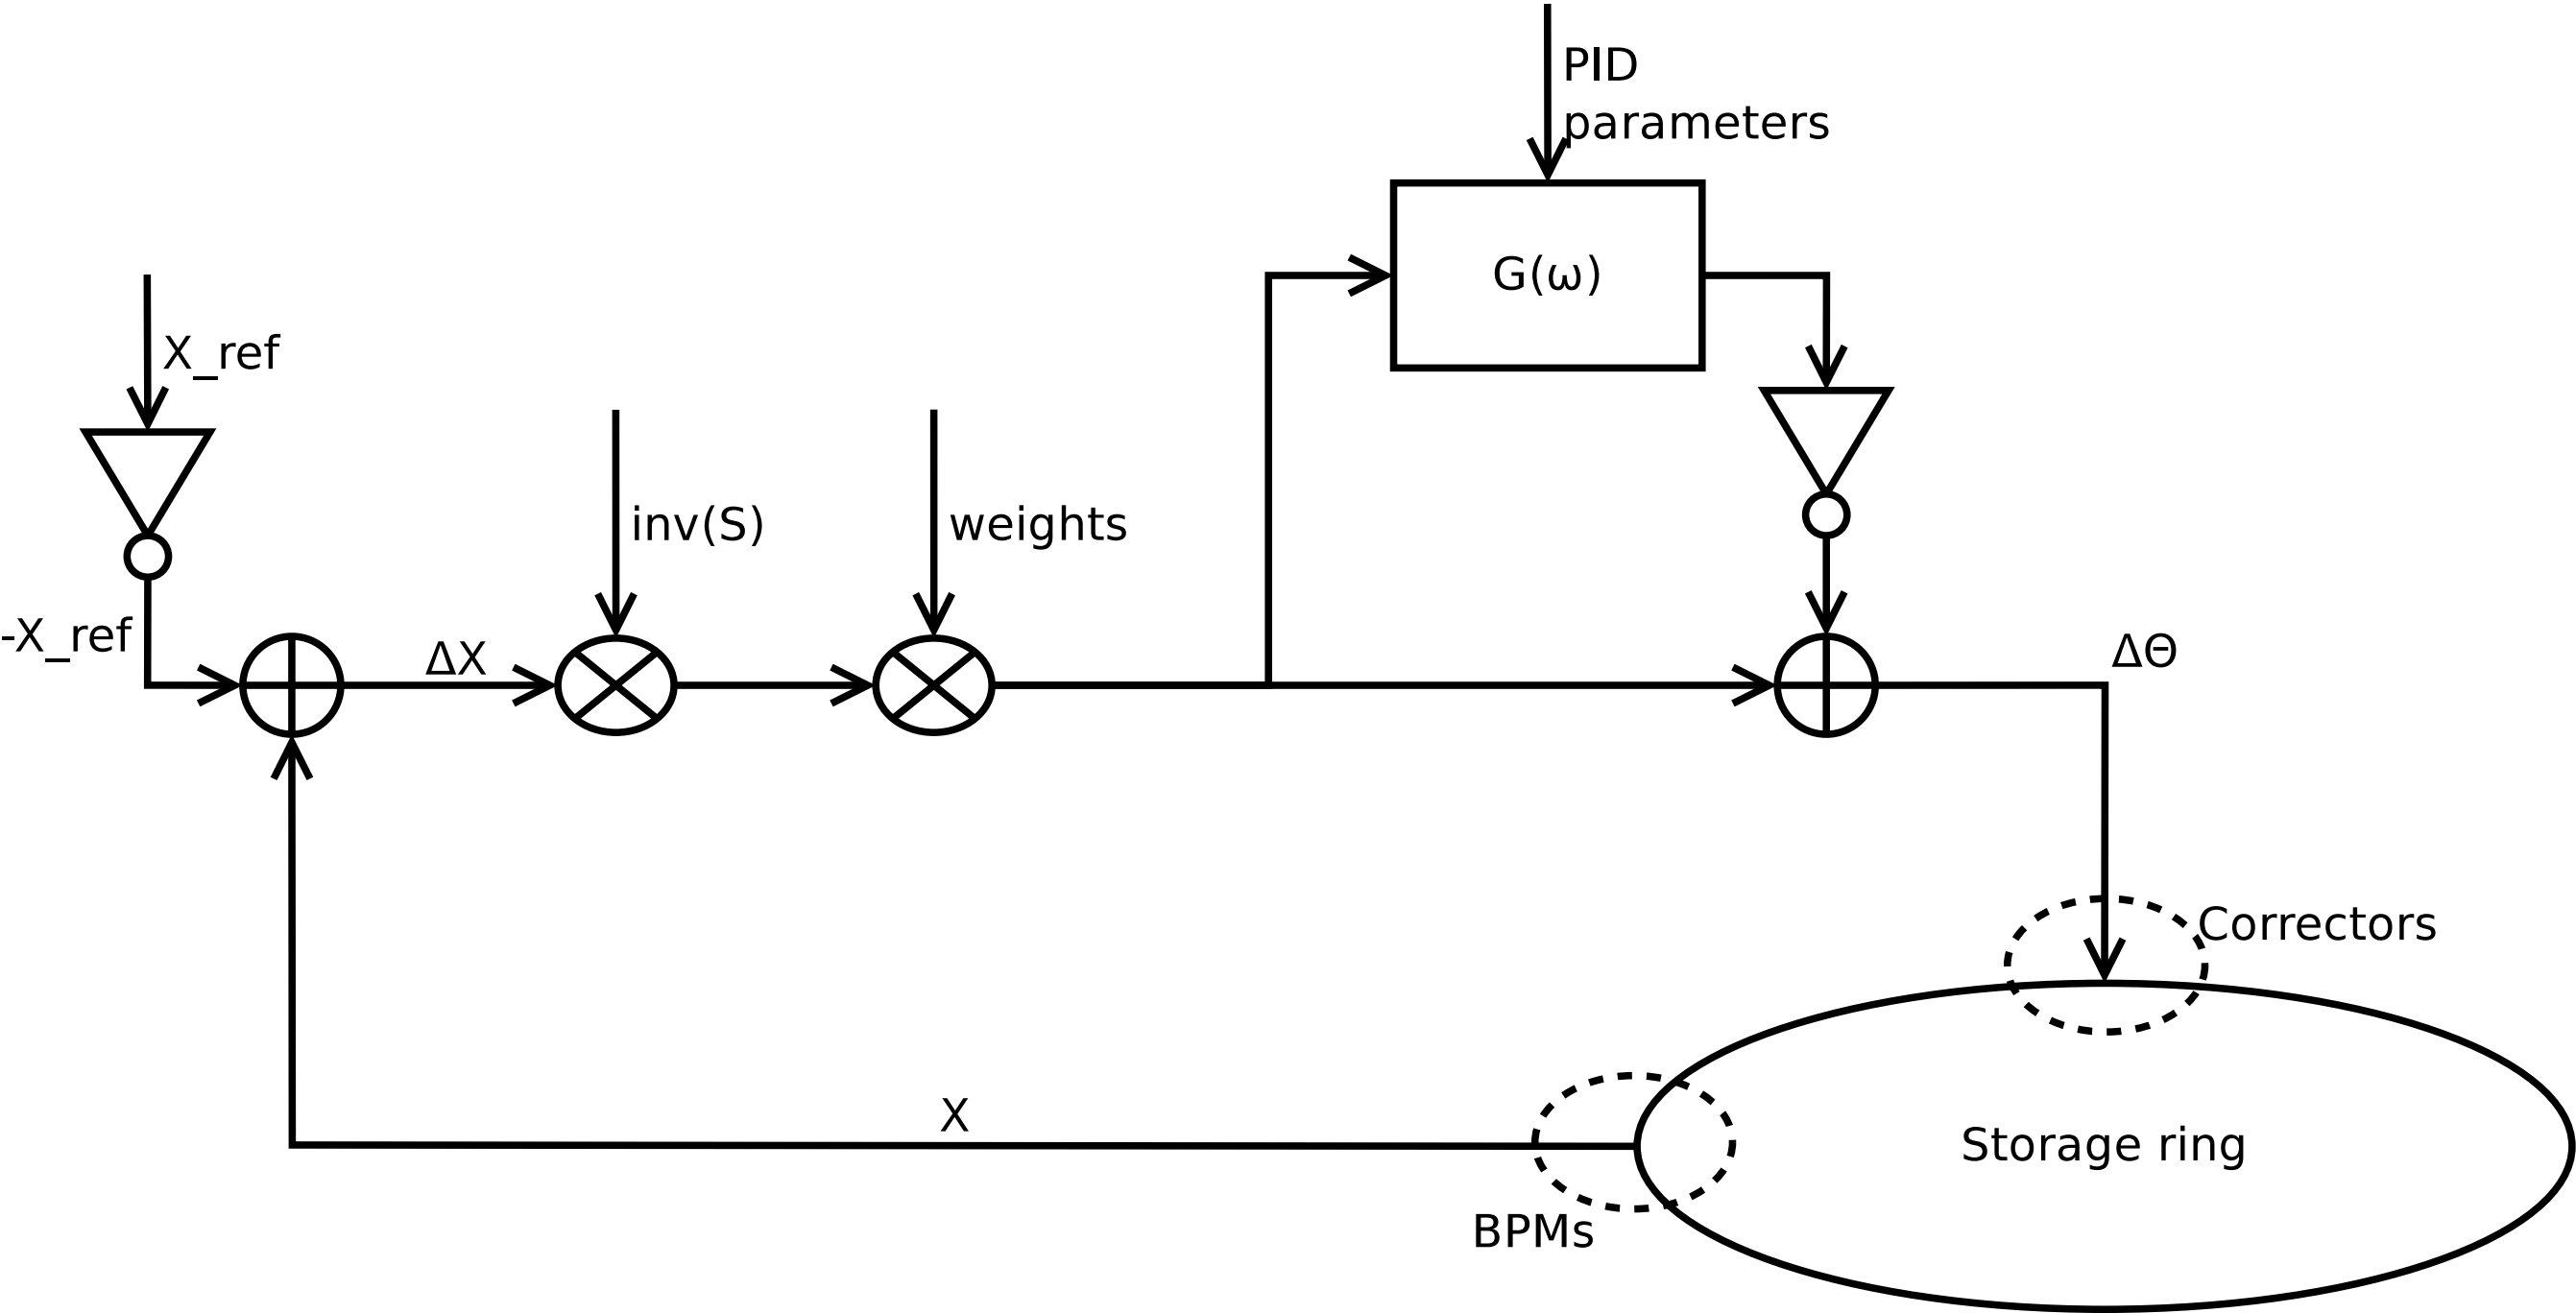 PID
parameters
G(ω)
X_ref
inv(S)
weights
-X_ref
ΔX
ΔΘ
Correctors
X
Storage ring
BPMs